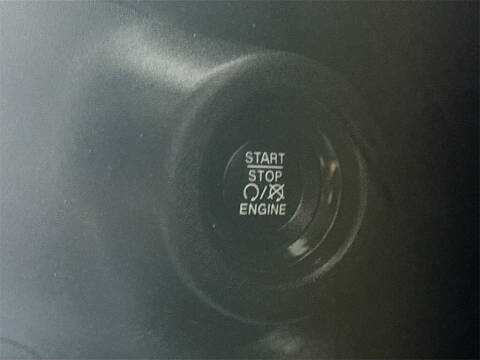 START
STOP
/
ENGINE